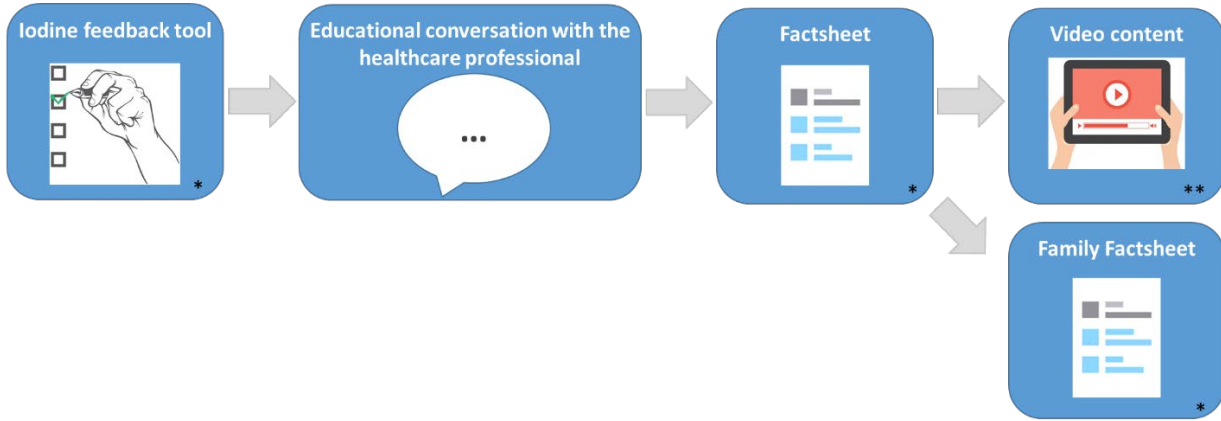 Iodine feedback tool
*
Educational conversation with the
healthcare professional
...
Factsheet
*
Video content
**
Family Factsheet
*